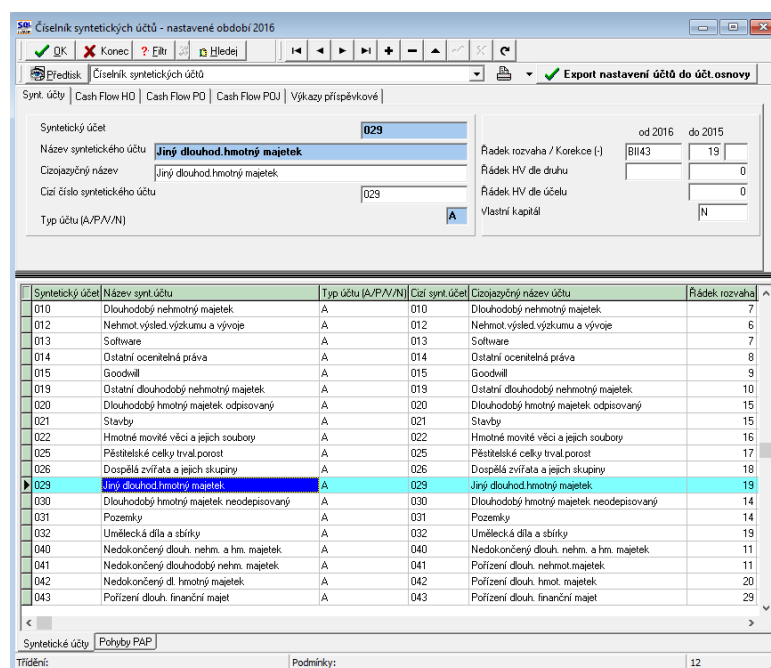 Číselník syntetických účtů - nastavené období 2016
OK Konec Filtr Hledej
Předtisk Číselník syntetických účtů Export nastavení účtů do účt.osnovy
Synt. účty Cash Flow HO Cash Flow PO Cash Flow POJ Výkazy příspěvkové
Syntetický účet 029
od 2016 do 2015
Název syntetického účtu Jiný dlouhod.hmotný majetek
Řadek rozvaha / Korekce (-) BII43 19
Cizojazyčný název Jiný dlouhod.hmotný majetek
Řádek HV dle druhu 0
Cizí číslo syntetického účtu 029
Řádek HV dle účelu 0
Typ účtu (A/P/V/N) A
Vlastní kapitál N
Syntetický účet Název synt.účtu Typ účtu (A/P/V/N) Cizí synt.účet Cizojazyčný název účtu Řádek rozvaha
010 Dlouhodobý nehmotný majetek A 010 Dlouhodobý nehmotný majetek 7
012 Nehmot.výsled.výzkumu a vývoje A 012 Nehmot.výsled.výzkumu a vývoje 6
013 Software A 013 Software 7
014 Ostatní ocenitelná práva A 014 Ostatní ocenitelná práva 8
015 Goodwill A 015 Goodwill 9
019 Ostatní dlouhodobý nehmotný majetek A 019 Ostatní dlouhodobý nehmotný majetek 10
020 Dlouhodobý hmotný majetek odpisovaný A 020 Dlouhodobý hmotný majetek odpisovaný 15
021 Stavby A 021 Stavby 15
022 Hmotné movité věci a jejich soubory A 022 Hmotné movité věci a jejich soubory 16
025 Pěstitelské celky trval.porost A 025 Pěstitelské celky trval.porost 17
026 Dospělá zvířata a jejich skupiny A 026 Dospělá zvířata a jejich skupiny 18
029 Jiný dlouhod.hmotný majetek A 029 Jiný dlouhod.hmotný majetek 19
030 Dlouhodobý hmotný majetek neodepisovaný A 030 Dlouhodobý hmotný majetek neodepisovaný 14
031 Pozemky A 031 Pozemky 14
032 Umělecká díla a sbírky A 032 Umělecká díla a sbírky 19
040 Nedokončený dlouh. nehm. a hm. majetek A 040 Nedokončený dlouh. nehm. a hm. majetek 11
041 Nedokončený dlouhodobý nehm. majetek A 041 Pořízení dlouh. nehmot.majetek 11
042 Nedokončený dl. hmotný majetek A 042 Pořízení dlouh. hmot. majetek 20
043 Pořízení dlouh. finanční majet A 043 Pořízení dlouh. finanční majet 29
Syntetické účty Pohyby PAP
Třídění: Podmínky: 12